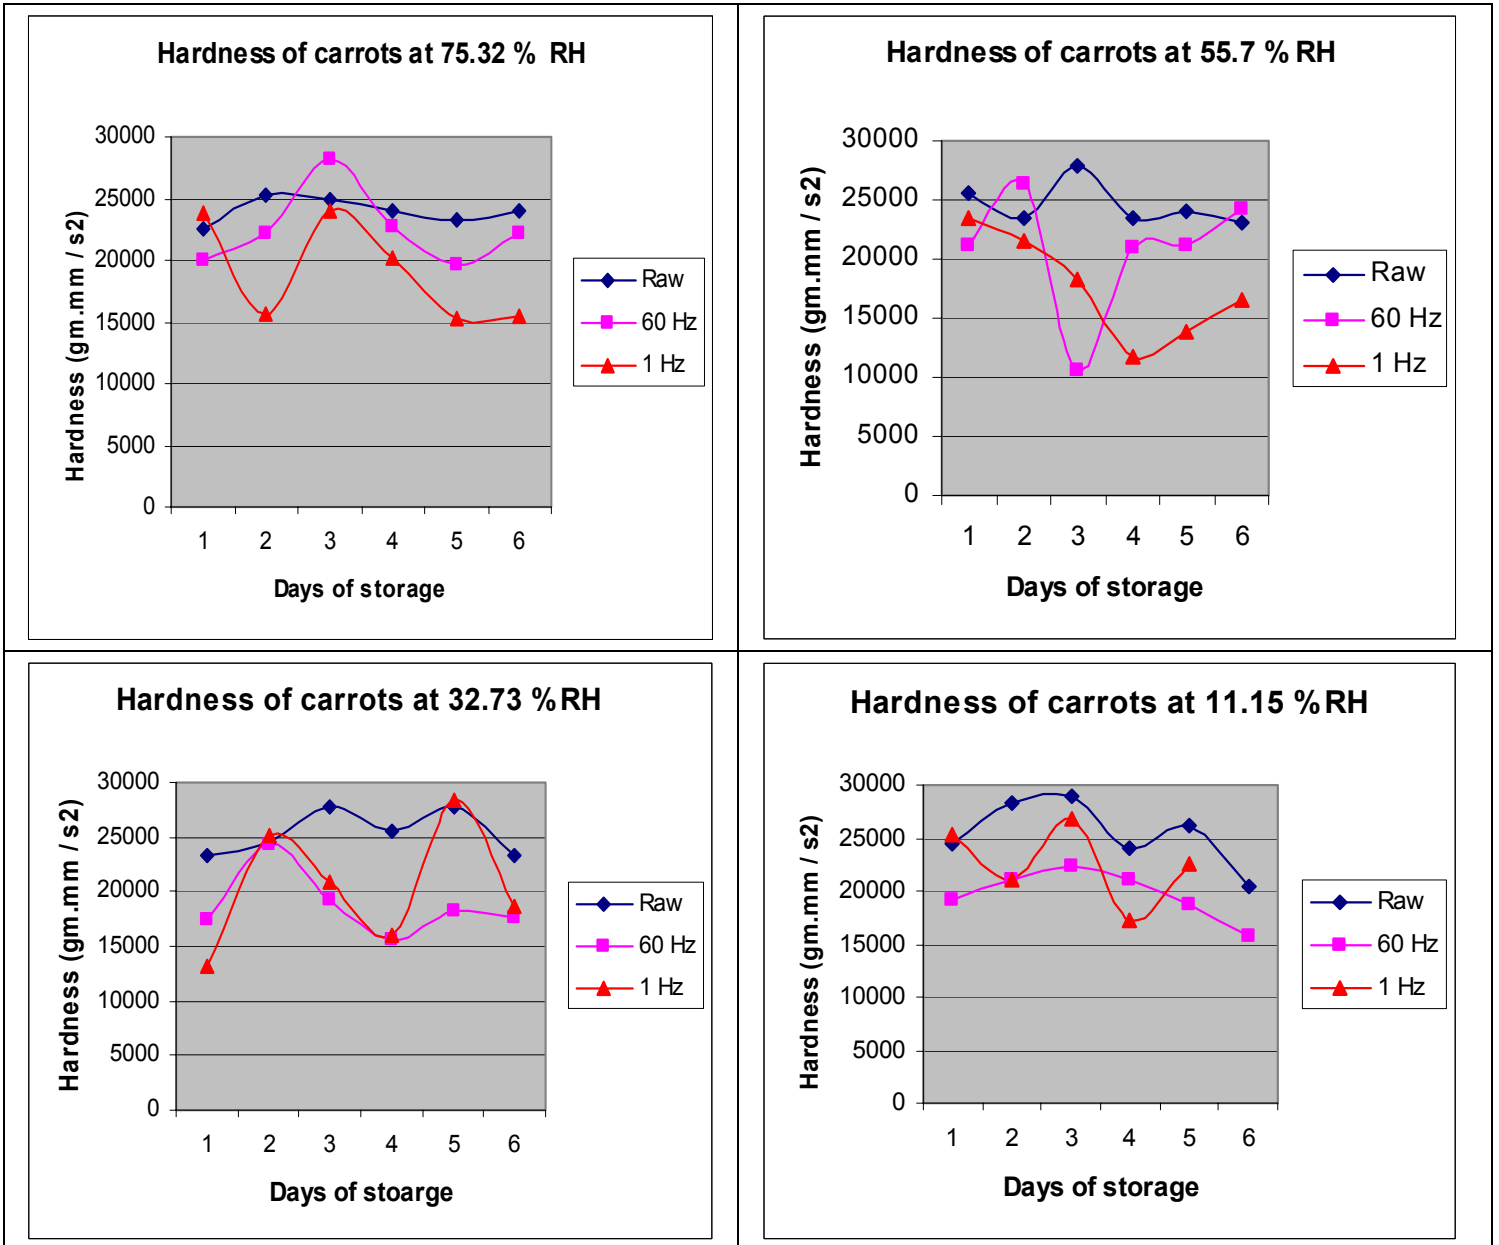 Hardness of carrots at 75.32 % RH
30000
25000
20000
15000
10000
5000
0
Hardness (gm.mm / s2)
1 2 3 4 5 6
Days of storage
Raw
60 Hz
1 Hz
Hardness of carrots at 55.7 % RH
30000
25000
20000
15000
10000
5000
0
Hardness (gm.mm / s2)
1 2 3 4 5 6
Days of storage
Raw
60 Hz
1 Hz
Hardness of carrots at 32.73 % RH
30000
25000
20000
15000
10000
5000
0
Hardness (gm.mm / s2)
1 2 3 4 5 6
Days of stoarge
Raw
60 Hz
1 Hz
Hardness of carrots at 11.15 % RH
30000
25000
20000
15000
10000
5000
0
Hardness (gm.mm / s2)
1 2 3 4 5 6
Days of storage
Raw
60 Hz
1 Hz